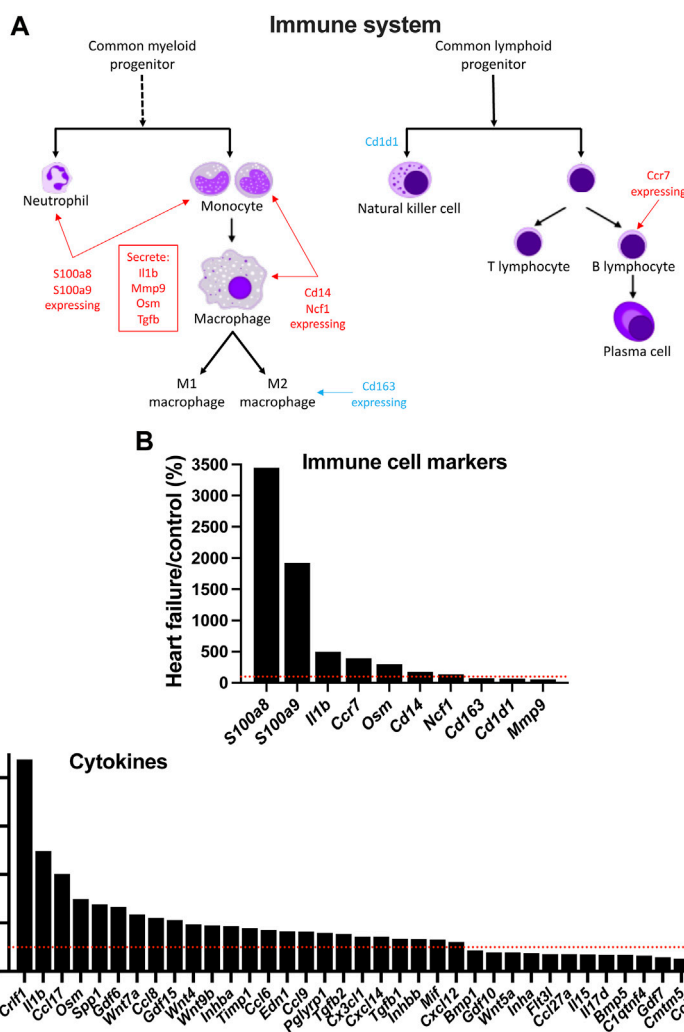 A
Immune system
Common myeloid
progenitor
Common lymphoid
progenitor
Cd1d1
Neutrophil
Monocyte
Natural killer cell
Ccr7
expressing
S100a8
S100a9
expressing
Secrete:
Il1b
Mmp9
Osm
Tgfb
Macrophage
Cd14
Ncf1
expressing
T lymphocyte
B lymphocyte
Plasma cell
M1
macrophage
M2
macrophage
Cd163
expressing
B
Immune cell markers
Heart failure/control (%)
3500
3000
2500
2000
1500
1000
500
0
S100a8
S100a9
Il1b
Ccr7
Osm
Cd14
Ncf1
Cd163
Cd1d1
Mmp9
Cytokines
Crlf1
Il1b
Ccl17
Osm
Spp1
Gdf6
Wnt7a
Ccl8
Gdf15
Wnt4
Wnt9b
Inhba
Timp1
Ccl6
Edn1
Ccl9
Pglyrp1
Tgfb2
Cx3cl1
Cxcl14
Tgfb1
Inhbb
Mif
Cxcl12
Bmp1
Gdf10
Wnt5a
Inha
Flt3l
Ccl27a
Il15
Il17d
Bmp5
C1qtnf4
Gdf7
Cmtm5